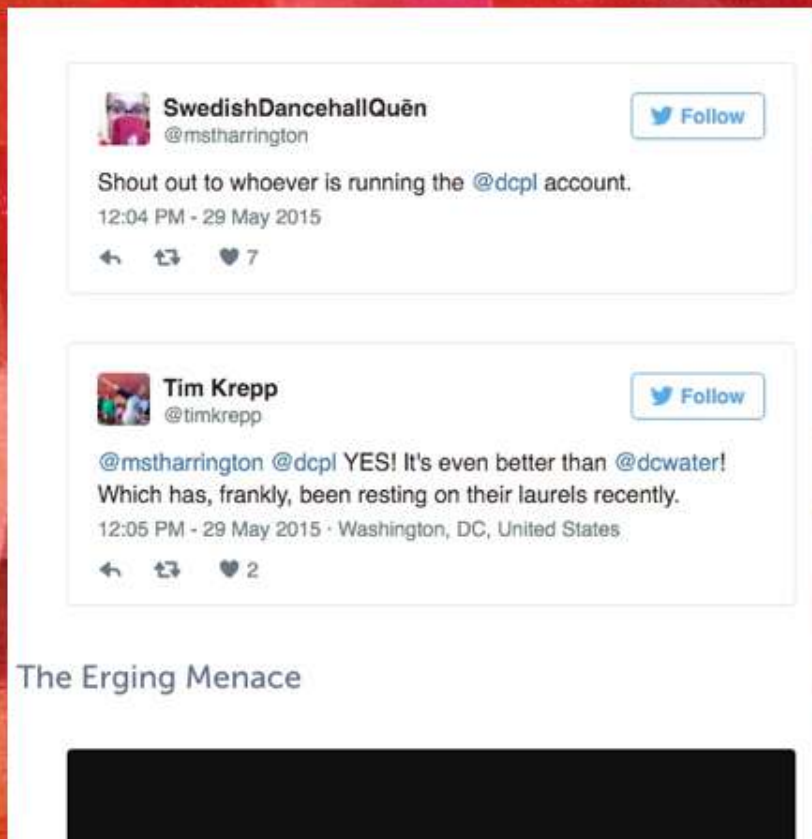 SwedishDancehallQuēn
@mstharrington
Follow
Shout out to whoever is running the @dcpl account.
12:04 PM - 29 May 2015
7
Tim Krepp
@timkrepp
Follow
@mstharrington @dcpl YES! It's even better than @dcwater!
Which has, frankly, been resting on their laurels recently.
12:05 PM - 29 May 2015 · Washington, DC, United States
2
The Erging Menace